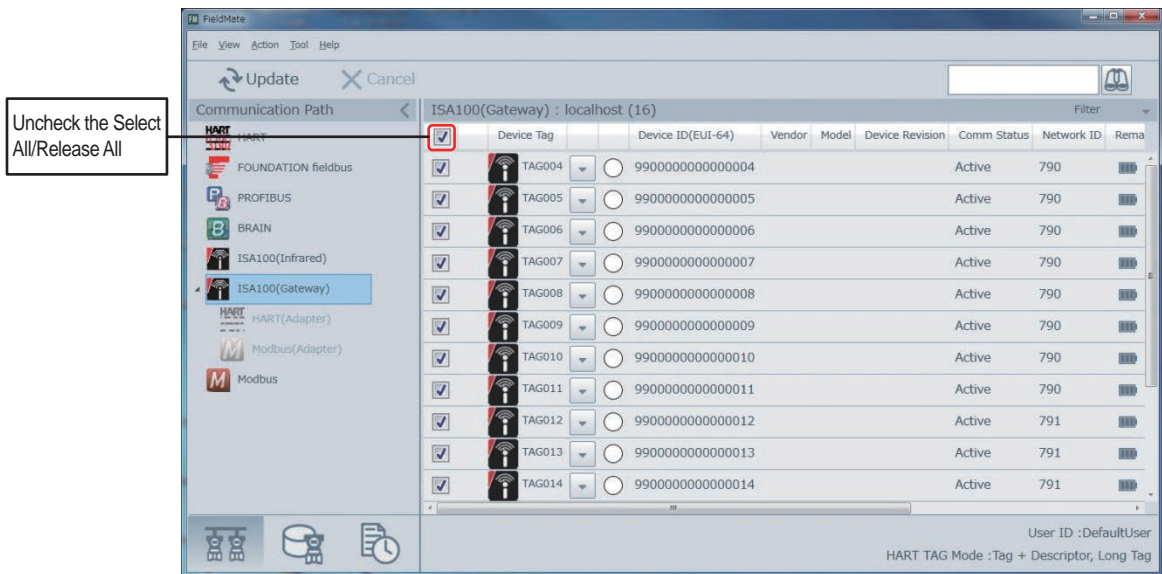 FieldMate
File View Action Tool Help
Update Cancel
Communication Path
ISA100(Gateway) : localhost (16) Filter
Uncheck the Select
All/Release All
HART HART
FOUNDATION fieldbus
PROFIBUS
BRAIN
ISA100(Infrared)
ISA100(Gateway)
HART HART(Adapter)
Modbus(Adapter)
Modbus
Device Tag Device ID(EUI-64) Vendor Model Device Revision Comm Status Network ID Rema
TAG004 9900000000000004 Active 790
TAG005 9900000000000005 Active 790
TAG006 9900000000000006 Active 790
TAG007 9900000000000007 Active 790
TAG008 9900000000000008 Active 790
TAG009 9900000000000009 Active 790
TAG010 9900000000000010 Active 790
TAG011 9900000000000011 Active 790
TAG012 9900000000000012 Active 791
TAG013 9900000000000013 Active 791
TAG014 9900000000000014 Active 791
User ID :DefaultUser
HART TAG Mode :Tag + Descriptor, Long Tag